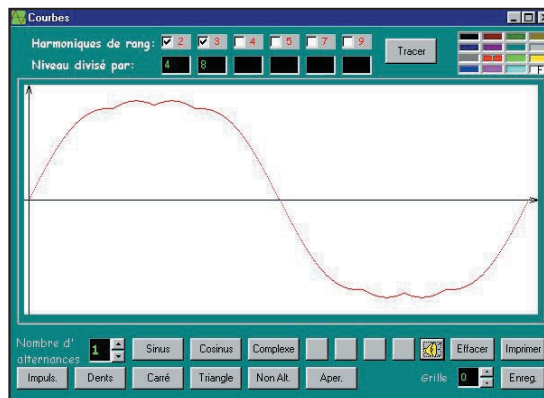 Courbes
Harmoniques de rang: 2 3 4 5 7 9
Niveau divisé par: 4 8
Tracer
F
Nombre d'
alternances
1 Sinus Cosinus Complexe Effacer Imprimer
Impuls. Dents Carré Triangle Non Alt. Aper. Grille 0 Enreg.